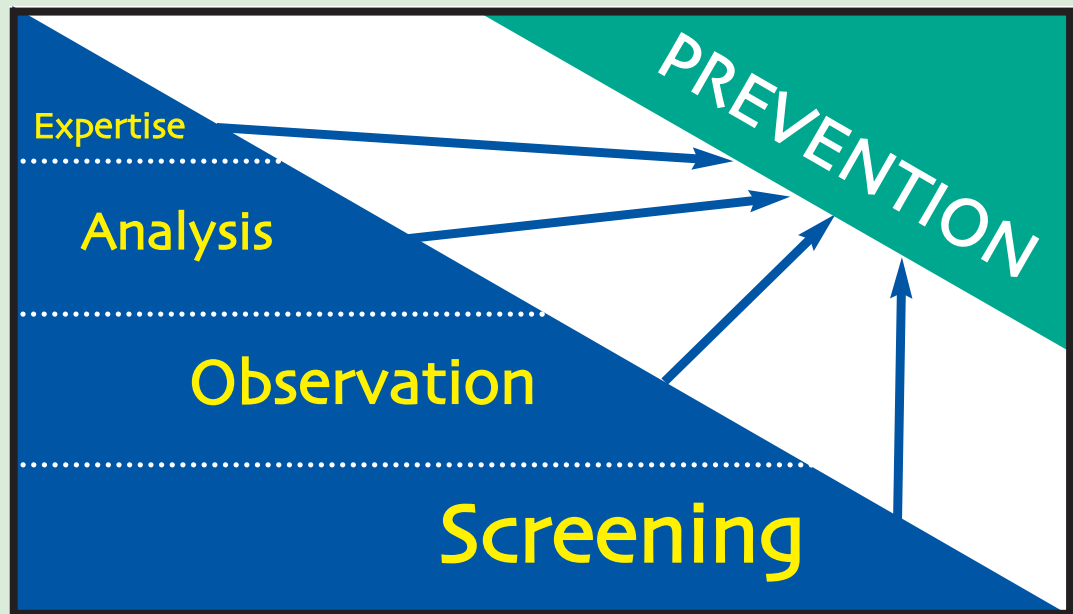 PREVENTION
Expertise
Analysis
Observation
Screening